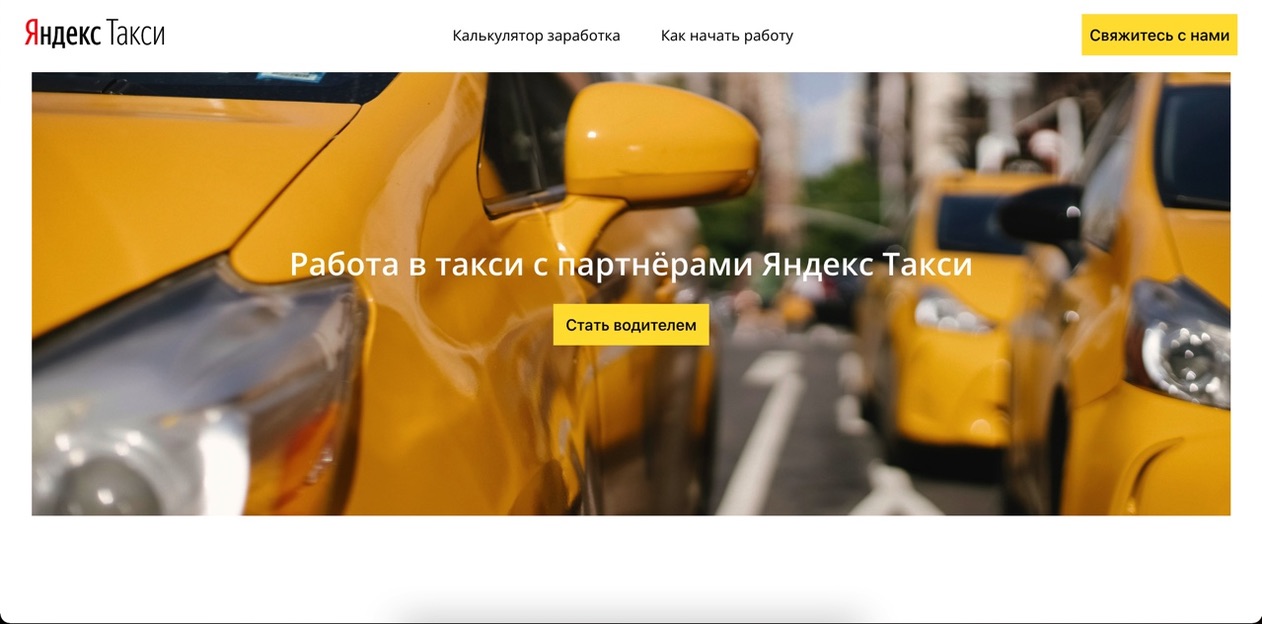 Яндекс Такси
Калькулятор заработка
Как начать работу
Свяжитесь с нами
Работа в такси с партнёрами Яндекс Такси
Стать водителем